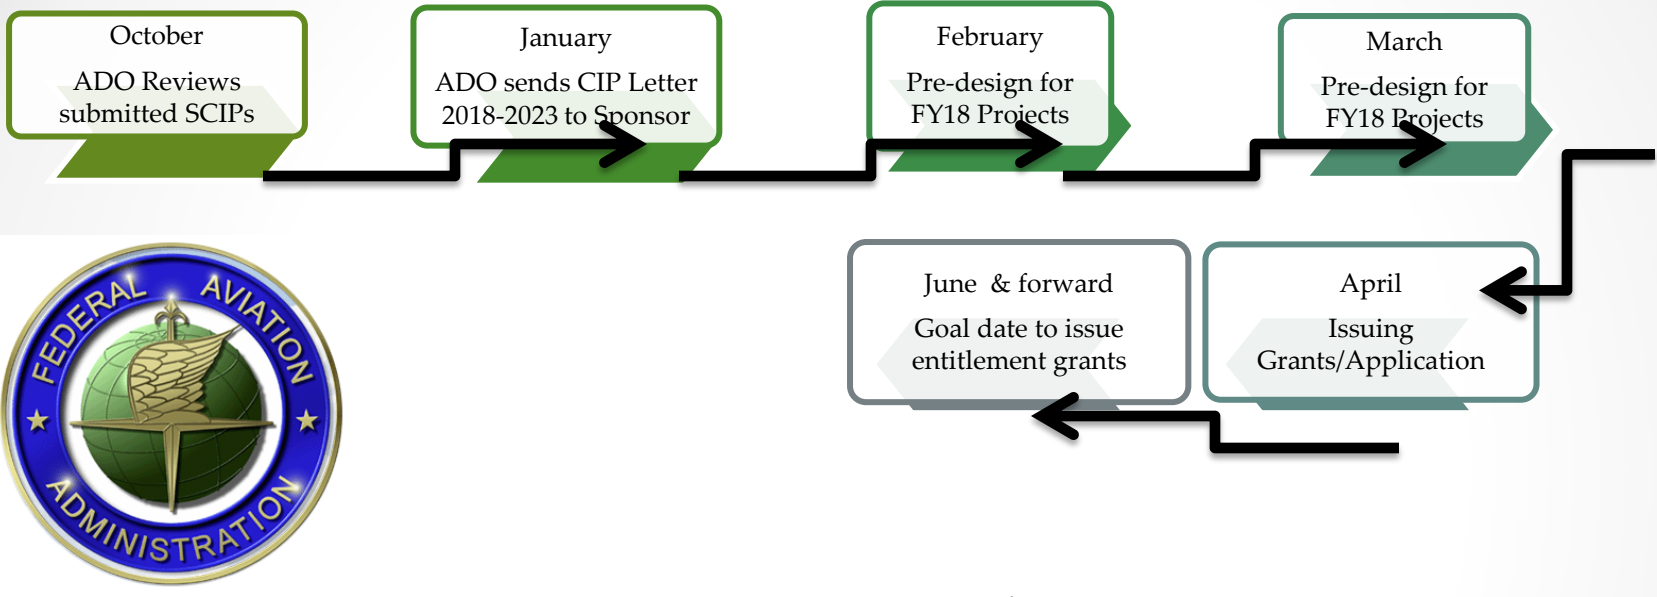 October
ADO Reviews
submitted SCIPs
January
ADO sends CIP Letter
2018-2023 to Sponsor
February
Pre-design for
FY18 Projects
March
Pre-design for
FY18 Projects
April
Issuing
Grants/Application
June & forward
Goal date to issue
entitlement grants
FEDERAL AVIATION
ADMINISTRATION